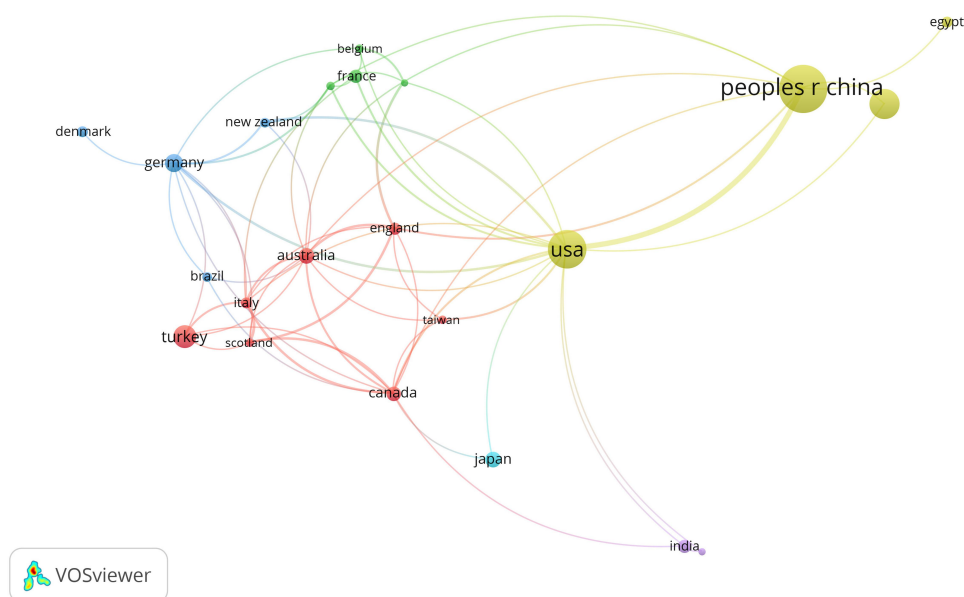 egypt
belgium
france
peoples r china
new zealand
denmark
germany
england
usa
australia
brazil
italy
taiwan
turkey
scotland
canada
japan
india
VOSviewer